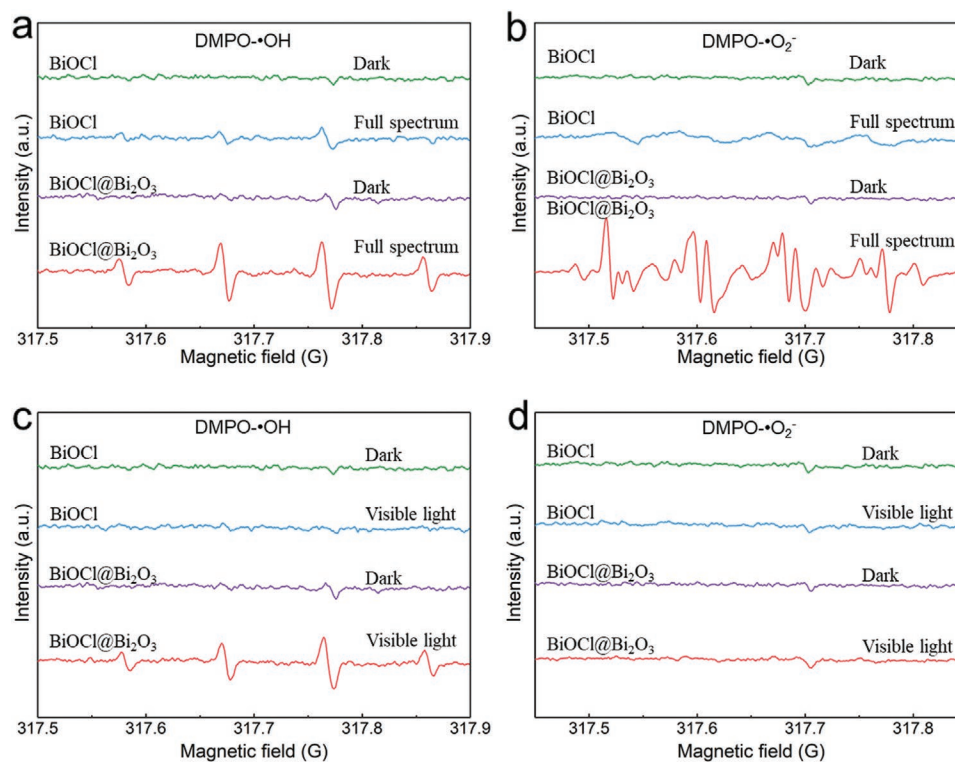 a
DMPO-•OH
BiOCl
Dark
BiOCl
Full spectrum
BiOCl@Bi₂O₃
Dark
BiOCl@Bi₂O₃
Full spectrum
Intensity (a.u.)
317.5 317.6 317.7 317.8 317.9
Magnetic field (G)
b
DMPO-•O₂⁻
BiOCl
Dark
BiOCl
Full spectrum
BiOCl@Bi₂O₃
Dark
BiOCl@Bi₂O₃
Full spectrum
Intensity (a.u.)
317.5 317.6 317.7 317.8
Magnetic field (G)
c
DMPO-•OH
BiOCl
Dark
BiOCl
Visible light
BiOCl@Bi₂O₃
Dark
BiOCl@Bi₂O₃
Visible light
Intensity (a.u.)
317.5 317.6 317.7 317.8 317.9
Magnetic field (G)
d
DMPO-•O₂⁻
BiOCl
Dark
BiOCl
Visible light
BiOCl@Bi₂O₃
Dark
BiOCl@Bi₂O₃
Visible light
Intensity (a.u.)
317.5 317.6 317.7 317.8
Magnetic field (G)